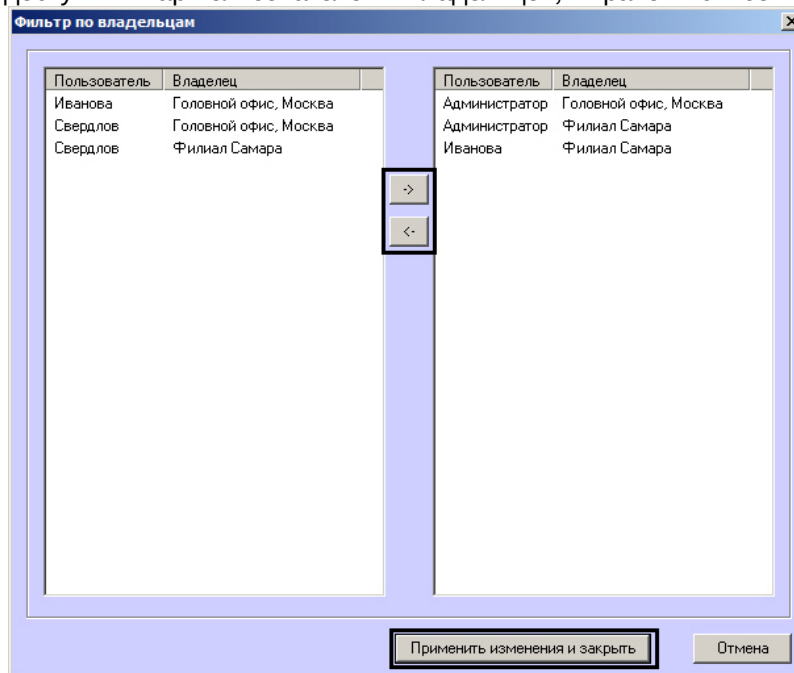 Фильтр по владельцам
Пользователь Владелец
Иванова Головной офис, Москва
Свердлов Головной офис, Москва
Свердлов Филиал Самара
->
<-
Пользователь Владелец
Администратор Головной офис, Москва
Администратор Филиал Самара
Иванова Филиал Самара
Применить изменения и закрыть
Отмена